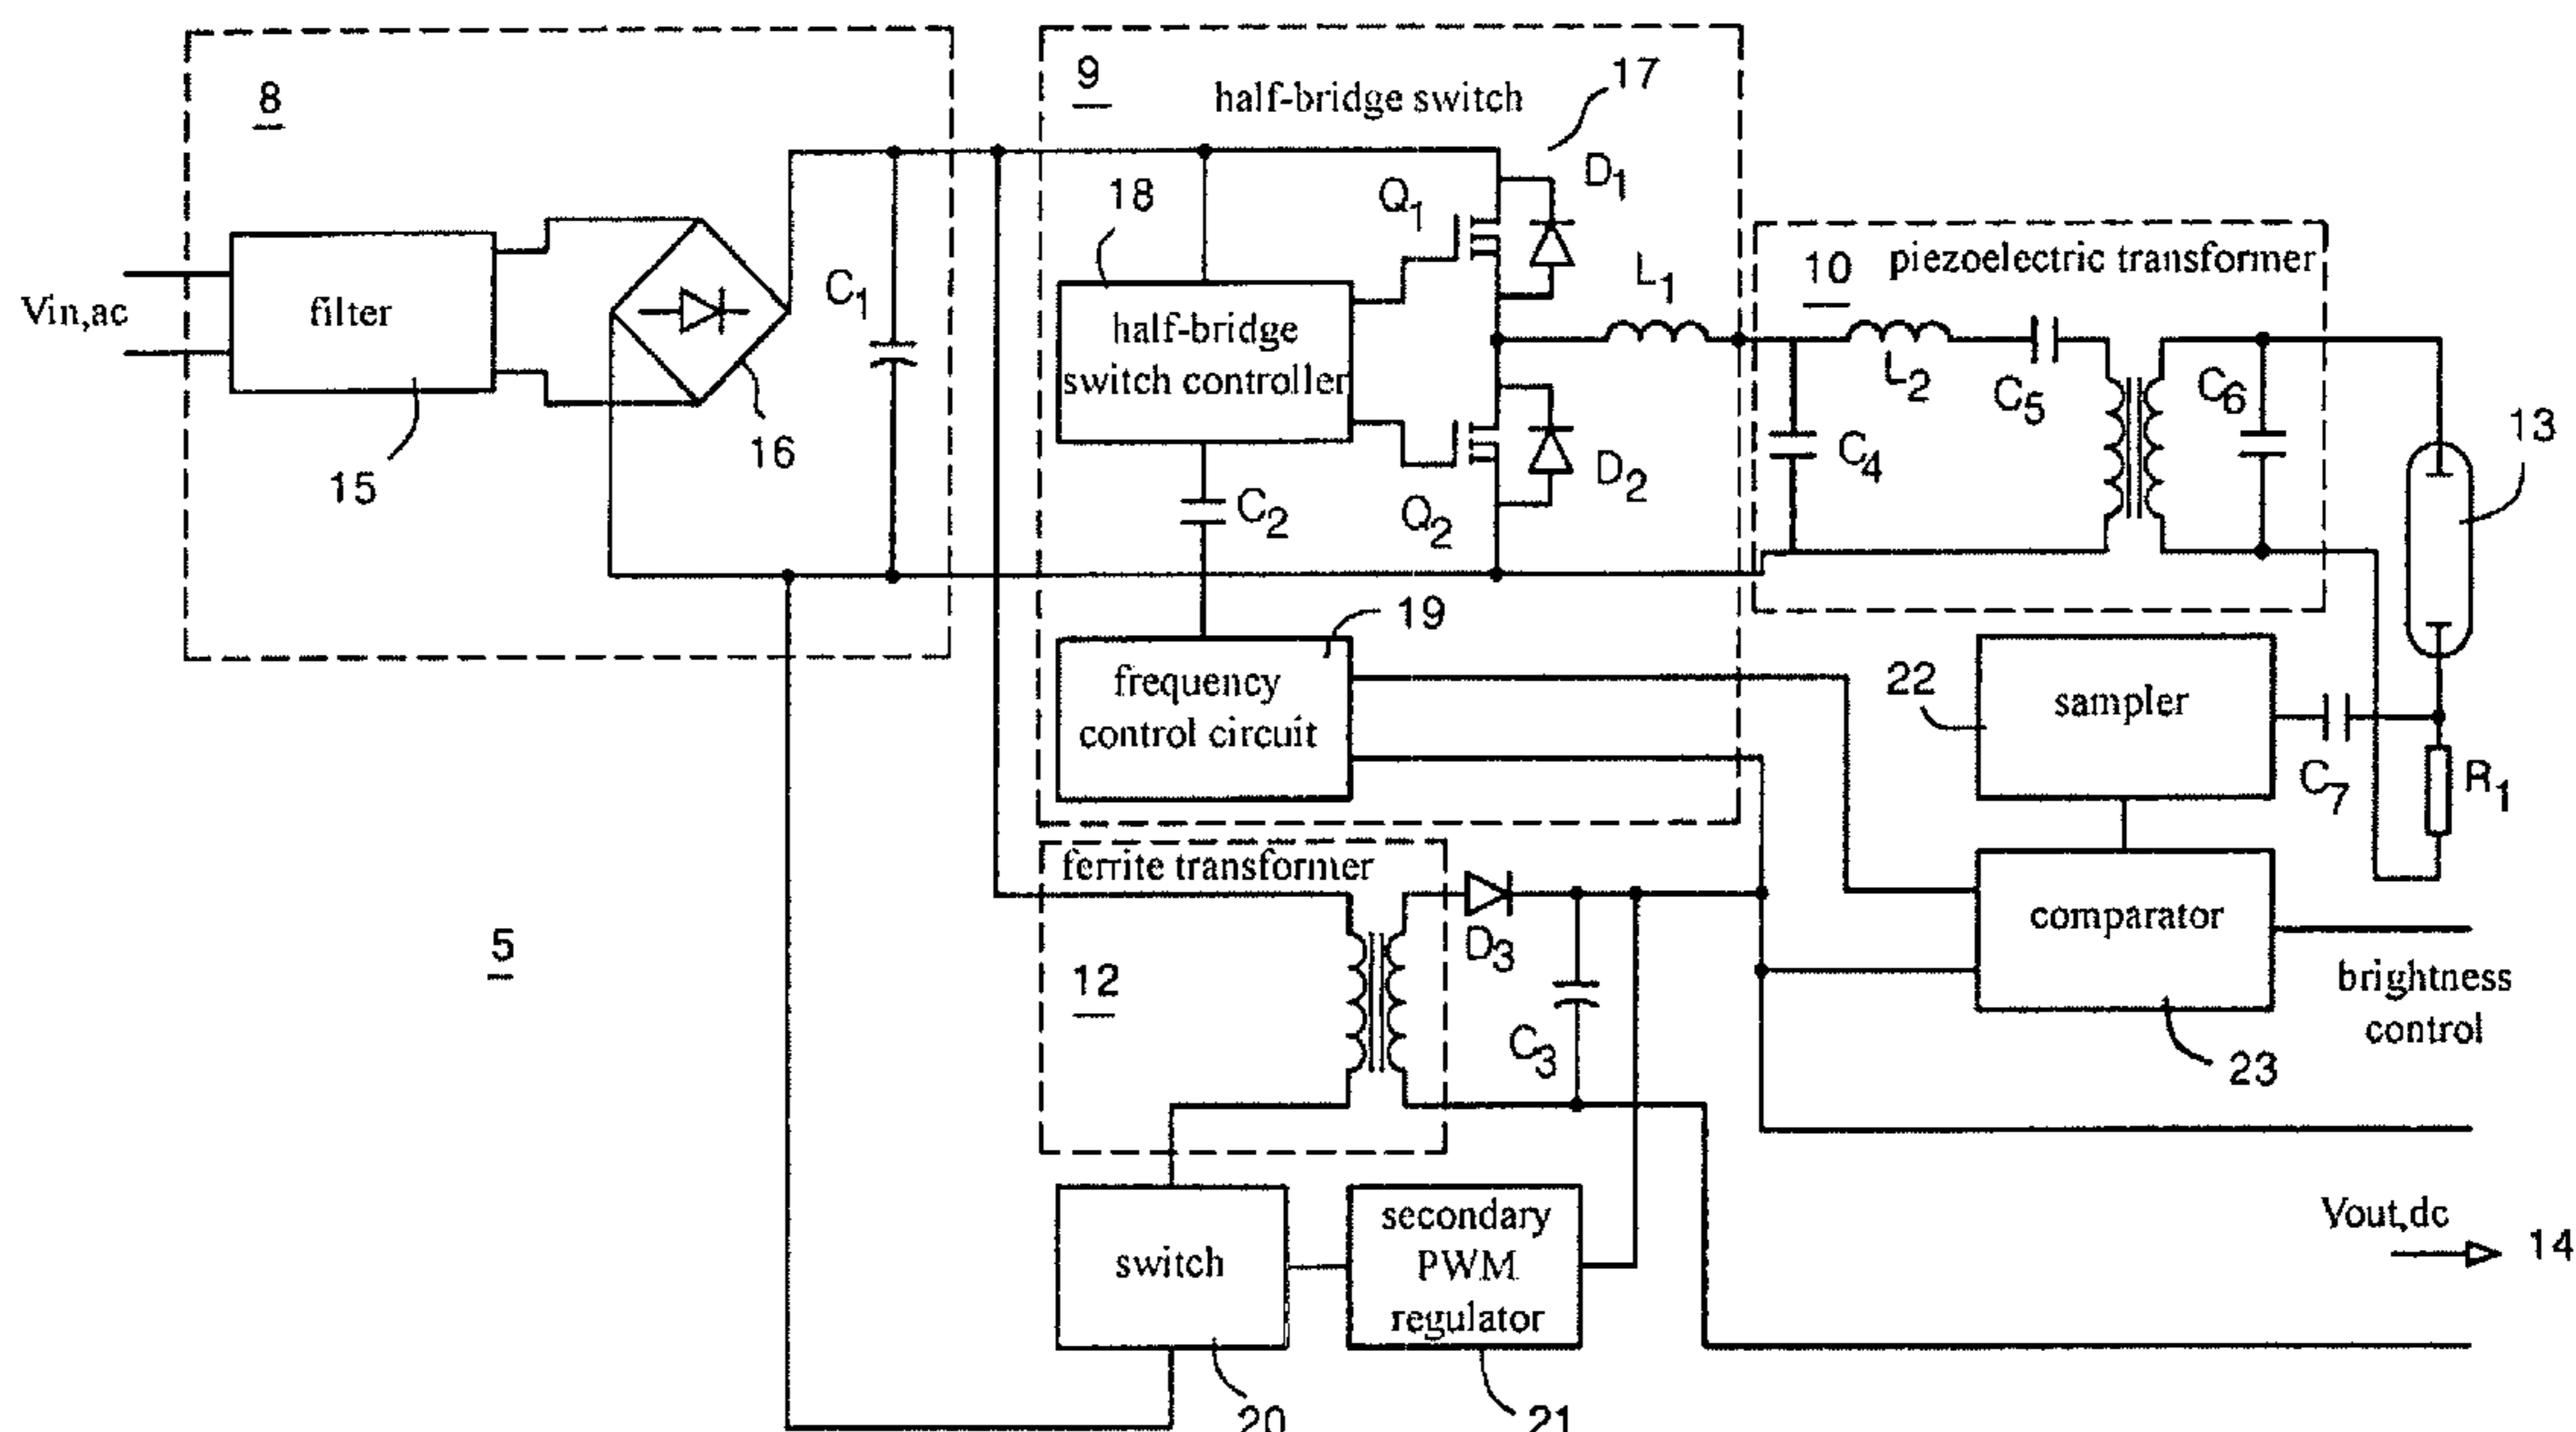 8
Vin,ac
filter
15
16
C1
9
half-bridge switch
17
18
half-bridge
switch controller
Q1
D1
L1
Q2
D2
C2
19
frequency
control circuit
10
piezoelectric transformer
L2
C5
C4
C6
13
22
sampler
C7
R1
comparator
23
brightness
control
5
ferrite transformer
12
D3
C3
switch
20
secondary
PWM
regulator
21
Vout,dc
14